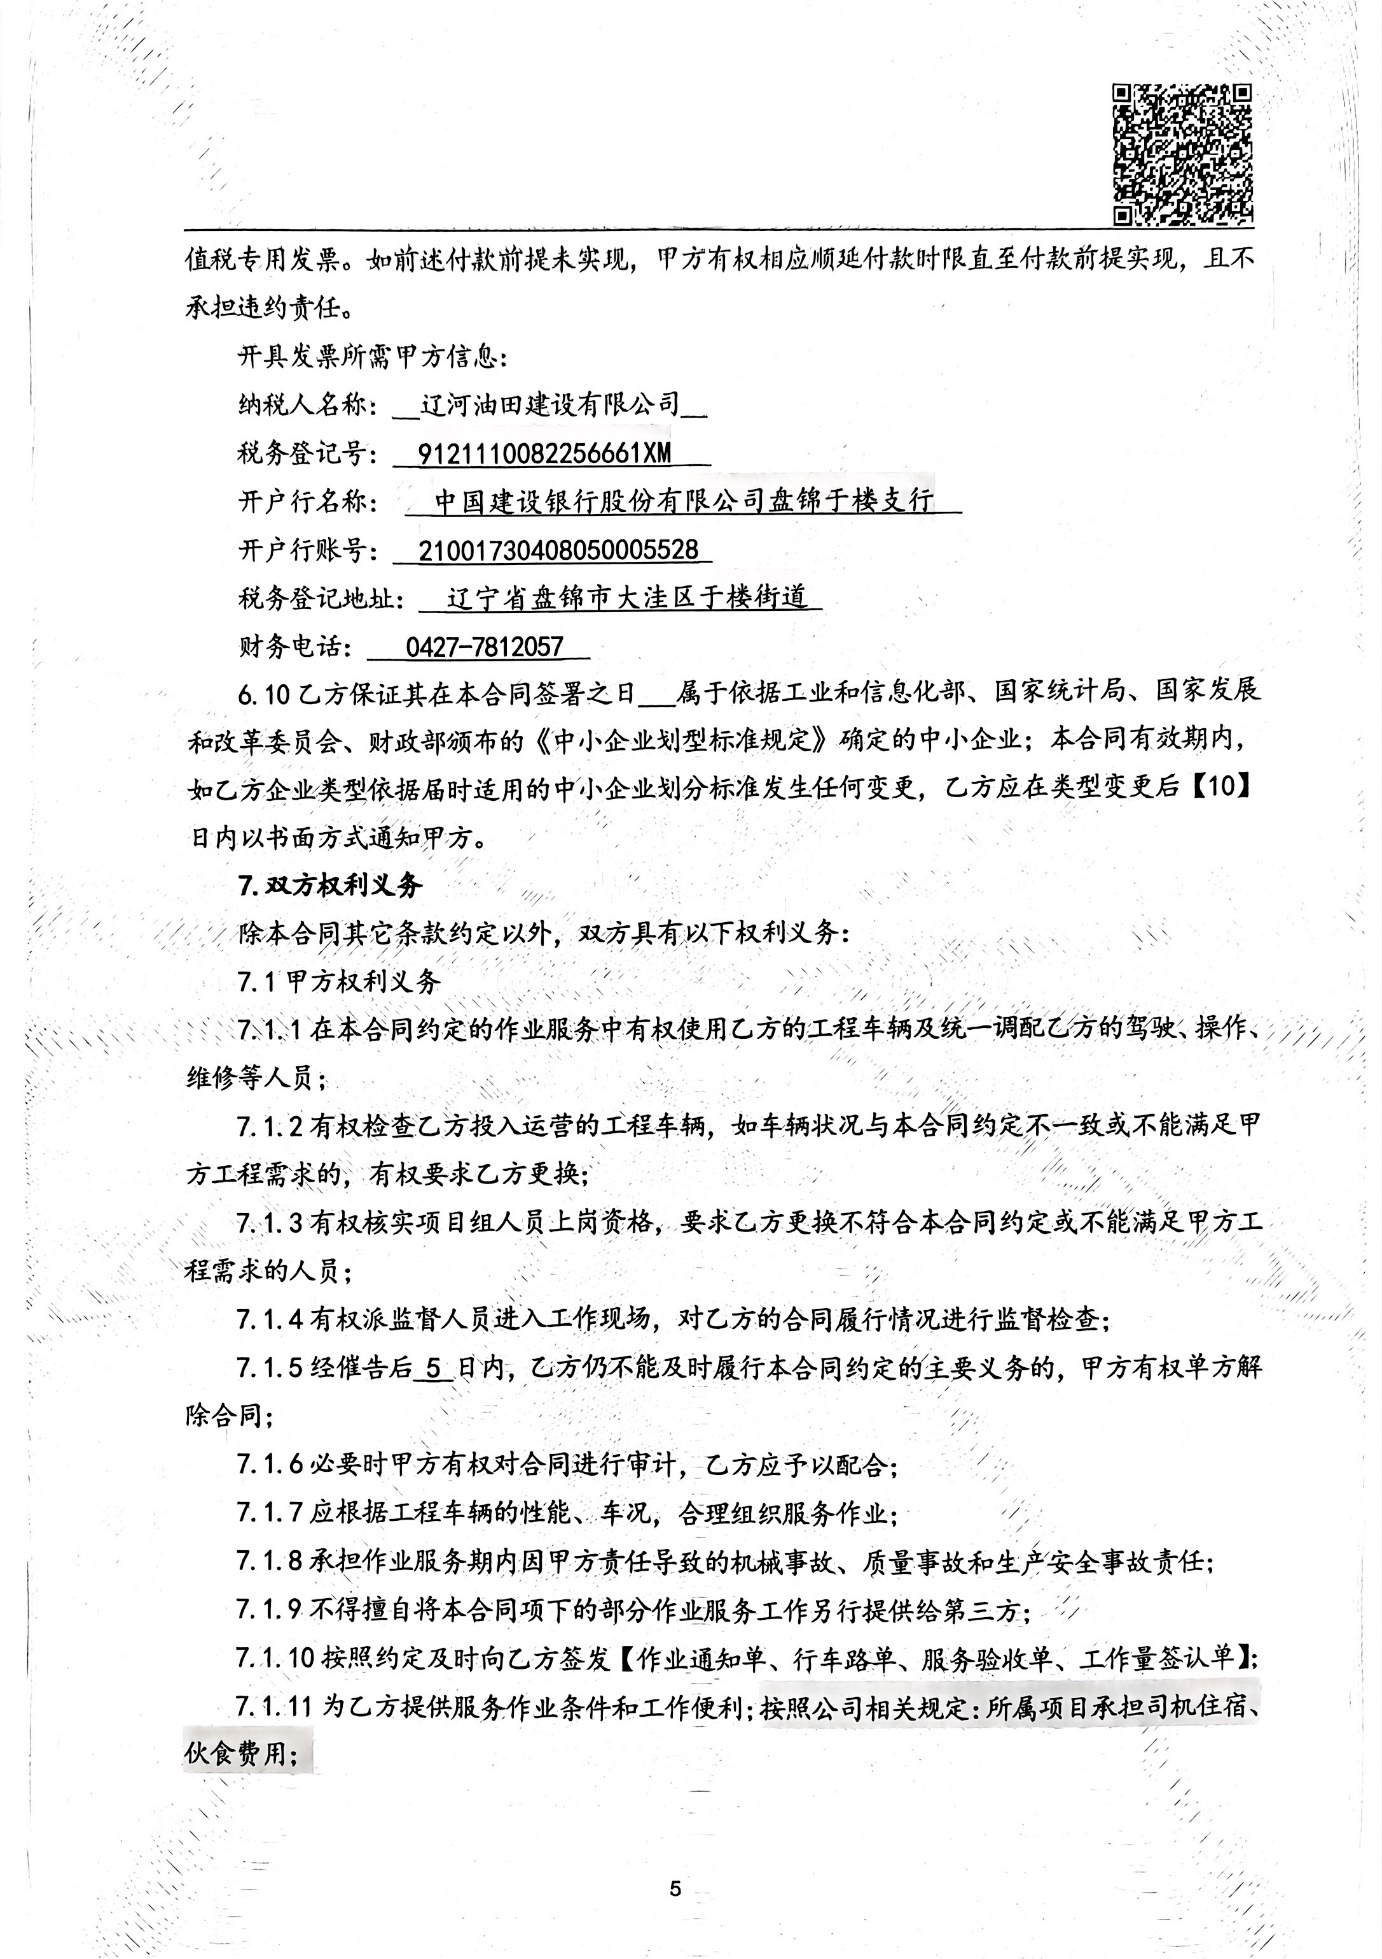 值税专用发票。如前述付款前提未实现，甲方有权相应顺延付款时限直至付款前提实现，且不
承担违约责任。
开具发票所需甲方信息：
纳税人名称：__辽河油田建设有限公司__
税务登记号：__9121110082256661XM__
开户行名称：__中国建设银行股份有限公司盘锦于楼支行__
开户行账号：__21001730408050005528__
税务登记地址：__辽宁省盘锦市大洼区于楼街道__
财务电话：__0427-7812057__
6.10 乙方保证其在本合同签署之日___属于依据工业和信息化部、国家统计局、国家发展
和改革委员会、财政部颁布的《中小企业划型标准规定》确定的中小企业；本合同有效期内，
如乙方企业类型依据届时适用的中小企业划分标准发生任何变更，乙方应在类型变更后【10】
日内以书面方式通知甲方。
7.双方权利义务
除本合同其它条款约定以外，双方具有以下权利义务：
7.1 甲方权利义务
7.1.1 在本合同约定的作业服务中有权使用乙方的工程车辆及统一调配乙方的驾驶、操作、
维修等人员；
7.1.2 有权检查乙方投入运营的工程车辆，如车辆状况与本合同约定不一致或不能满足甲
方工程需求的，有权要求乙方更换；
7.1.3 有权核实项目组人员上岗资格，要求乙方更换不符合本合同约定或不能满足甲方工
程需求的人员；
7.1.4 有权派监督人员进入工作现场，对乙方的合同履行情况进行监督检查；
7.1.5 经催告后_5_日内，乙方仍不能及时履行本合同约定的主要义务的，甲方有权单方解
除合同；
7.1.6 必要时甲方有权对合同进行审计，乙方应予以配合；
7.1.7 应根据工程车辆的性能、车况，合理组织服务作业；
7.1.8 承担作业服务期内因甲方责任导致的机械事故、质量事故和生产安全事故责任；
7.1.9 不得擅自将本合同项下的部分作业服务工作另行提供给第三方；
7.1.10 按照约定及时向乙方签发【作业通知单、行车路单、服务验收单、工作量签认单】；
7.1.11 为乙方提供服务作业条件和工作便利；按照公司相关规定：所属项目承担司机住宿、
伙食费用；
5